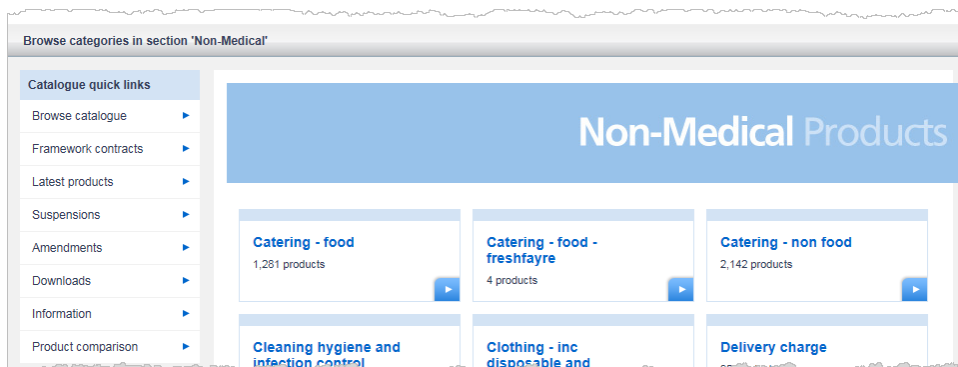 Browse categories in section 'Non-Medical'
Catalogue quick links
Browse catalogue
Framework contracts
Latest products
Suspensions
Amendments
Downloads
Information
Product comparison
Non-Medical Products
Catering - food
1,281 products
Catering - food -
freshfayre
4 products
Catering - non food
2,142 products
Cleaning hygiene and
infection control
Clothing - inc
disposable and
Delivery charge